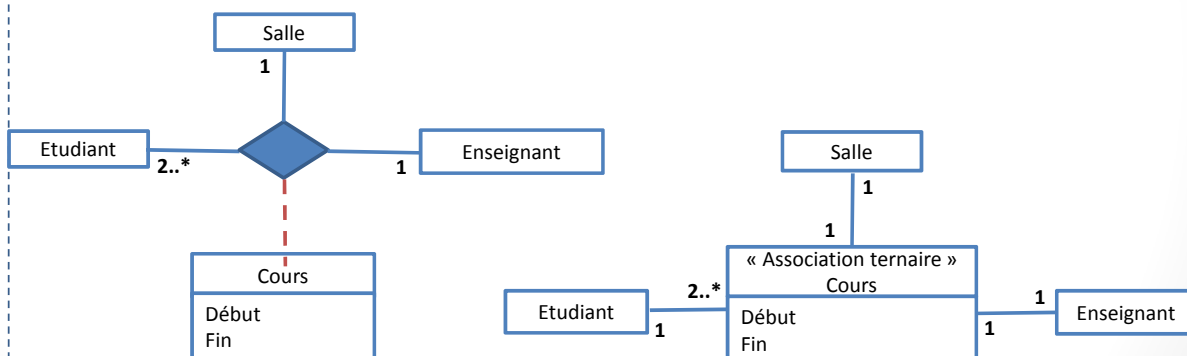 Salle
1
Etudiant
2..*
1
Enseignant
Cours
Début
Fin
Salle
1
1
« Association ternaire »
Cours
Etudiant
2..*
1
Début
Fin
1
1
Enseignant